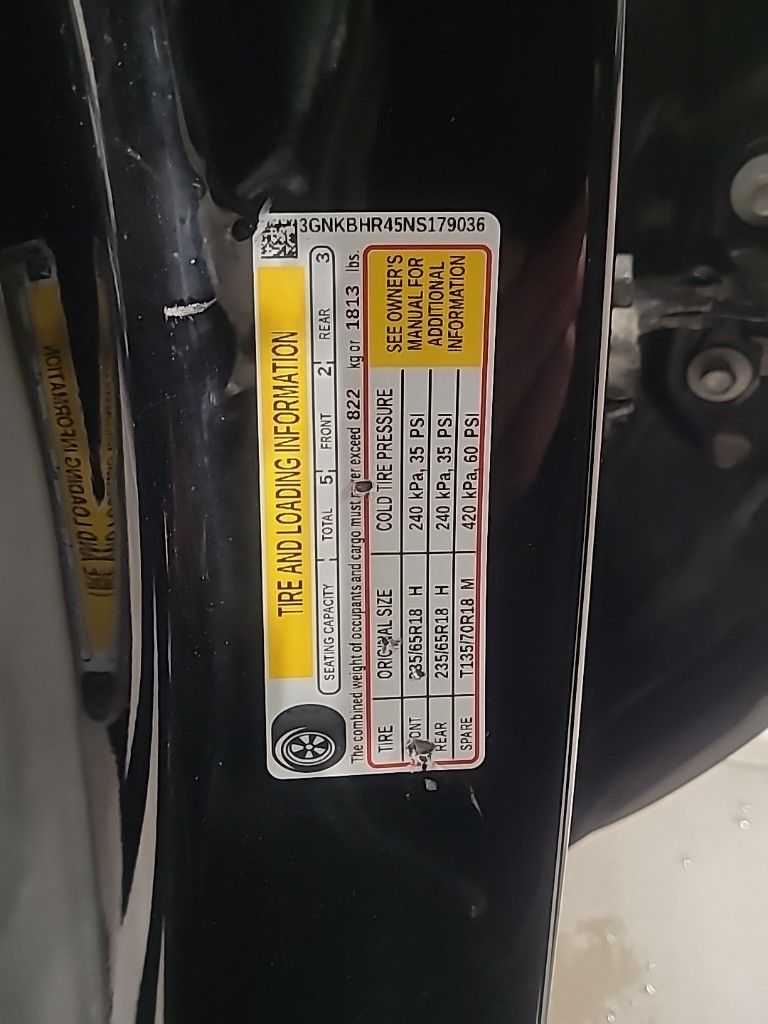 3GNKBHR45NS179036
TIRE AND LOADING INFORMATION
SEATING CAPACITY TOTAL 5 FRONT 2 REAR 3
The combined weight of occupants and cargo must never exceed 822 kg or 1813 lbs.
TIRE ORIGINAL SIZE COLD TIRE PRESSURE
FRONT 235/65R18 H 240 kPa, 35 PSI
REAR 235/65R18 H 240 kPa, 35 PSI
SPARE T135/70R18 M 420 kPa, 60 PSI
SEE OWNER'S
MANUAL FOR
ADDITIONAL
INFORMATION